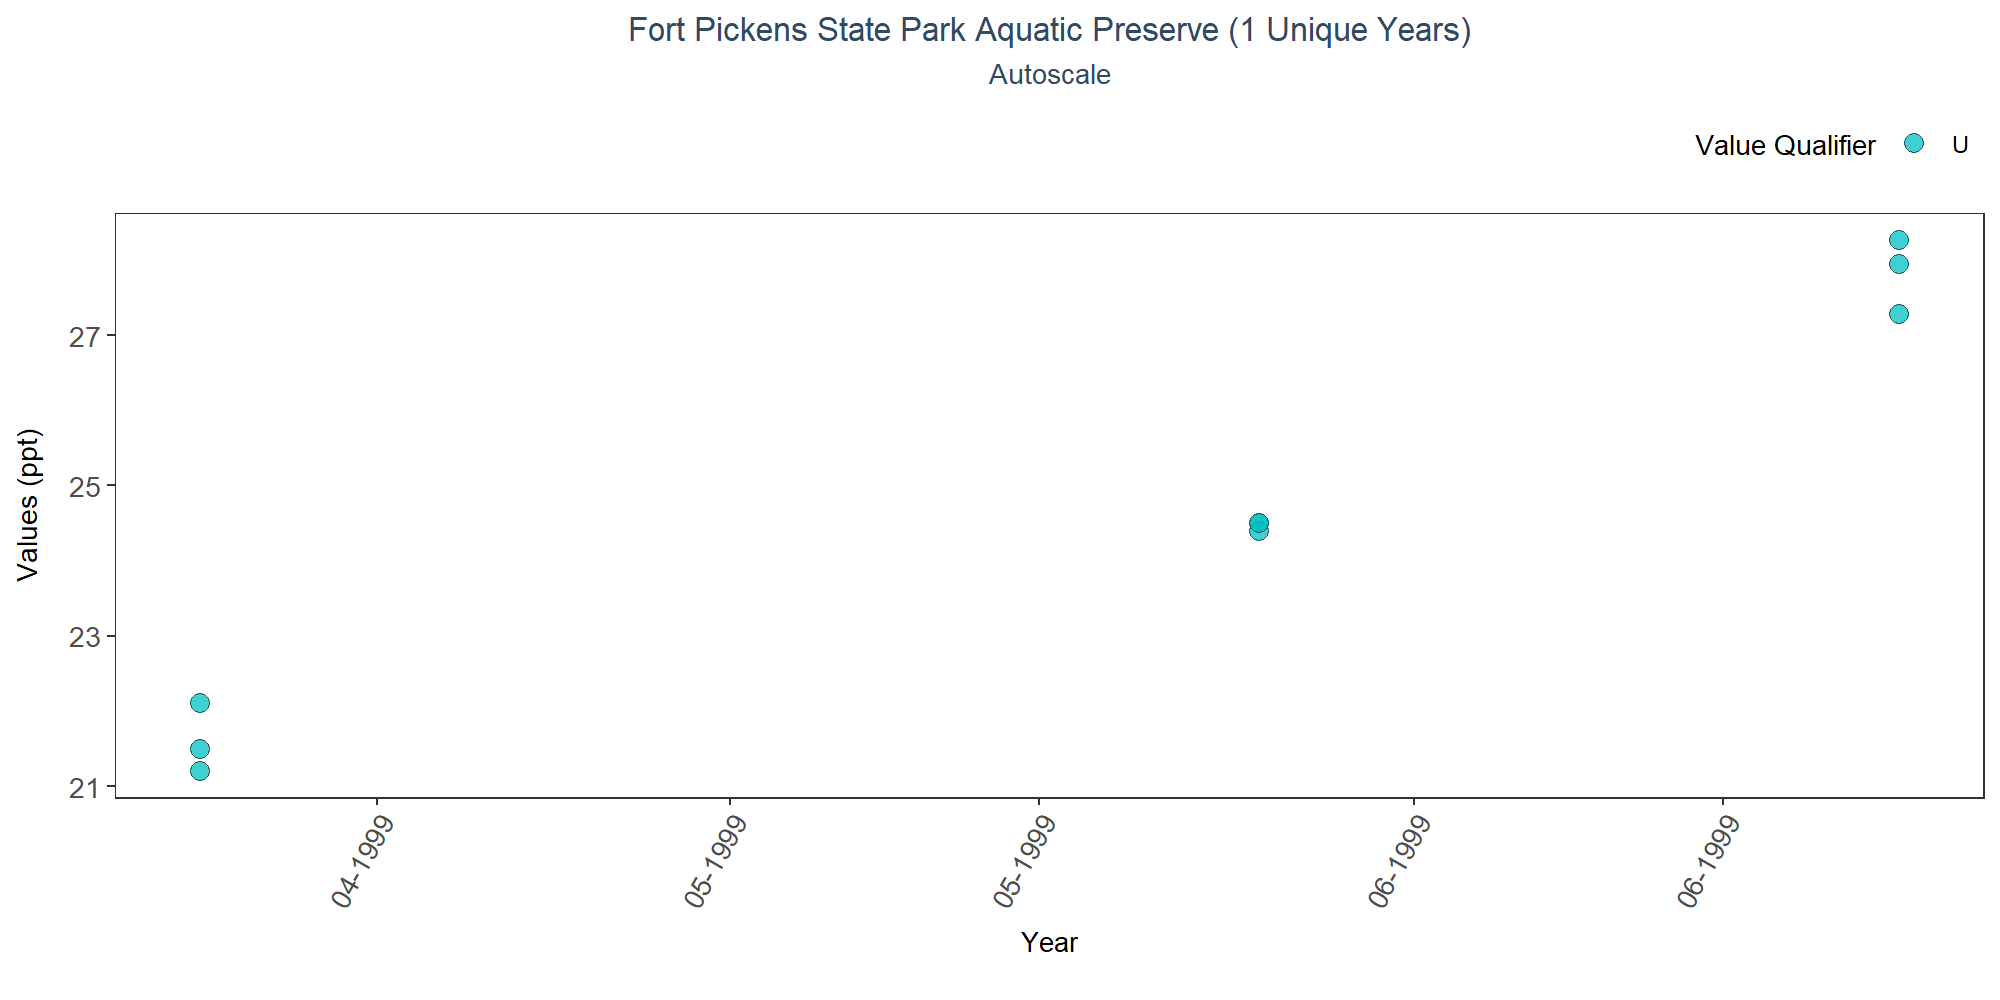 Fort Pickens State Park Aquatic Preserve (1 Unique Years)
Autoscale
Value Qualifier U
Values (ppt)
27
25
23
21
04-1999
05-1999
05-1999
06-1999
06-1999
Year